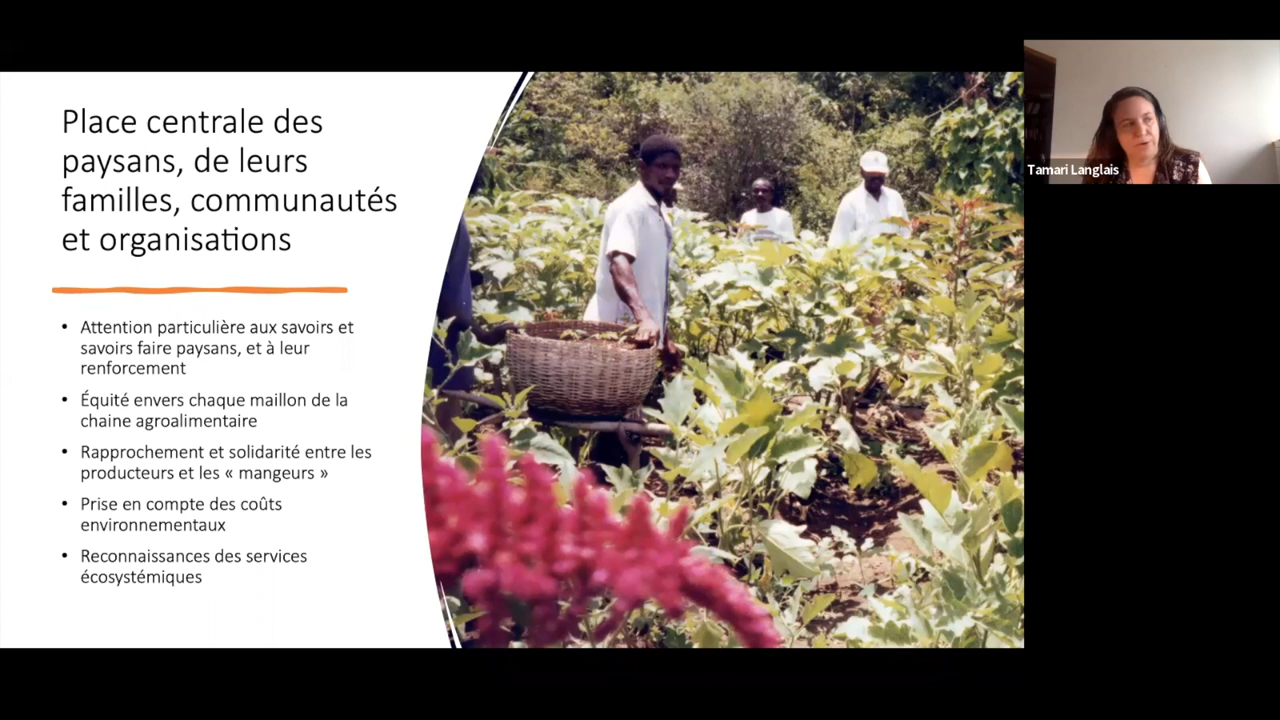 Place centrale des
paysans, de leurs
familles, communautés
et organisations
• Attention particulière aux savoirs et
savoirs faire paysans, et à leur
renforcement
• Équité envers chaque maillon de la
chaine agroalimentaire
• Rapprochement et solidarité entre les
producteurs et les « mangeurs »
• Prise en compte des coûts
environnementaux
• Reconnaissances des services
écosystémiques
Tamari Langlais